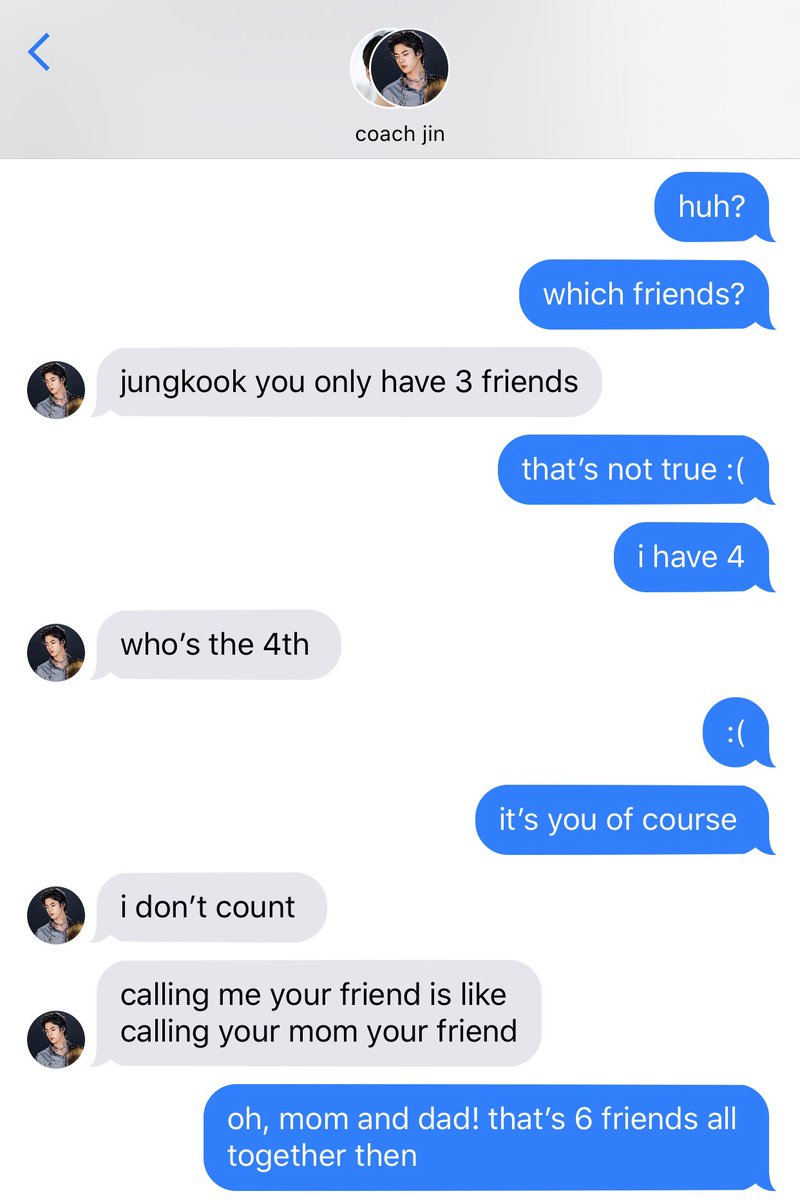 coach jin
huh?
which friends?
jungkook you only have 3 friends
that’s not true :(
i have 4
who’s the 4th
:(
it’s you of course
i don’t count
calling me your friend is like
calling your mom your friend
oh, mom and dad! that’s 6 friends all
together then